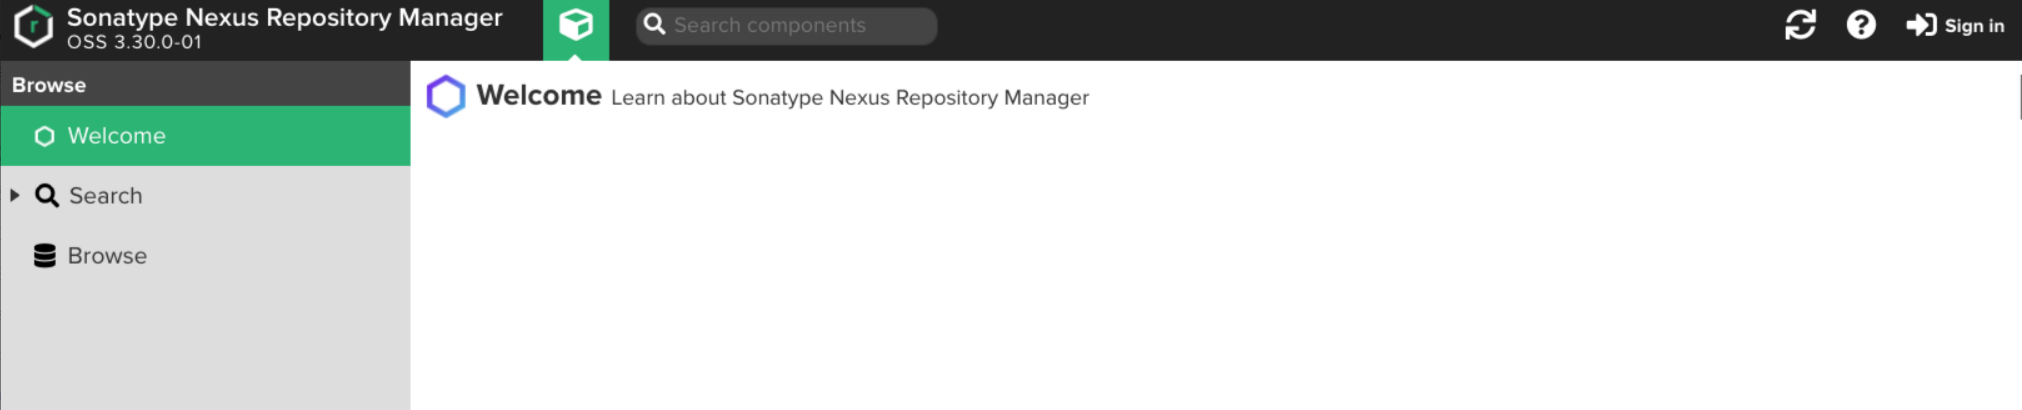 Sonatype Nexus Repository Manager
OSS 3.30.0-01
Search components
Sign in
Browse
Welcome
Search
Browse
Welcome Learn about Sonatype Nexus Repository Manager